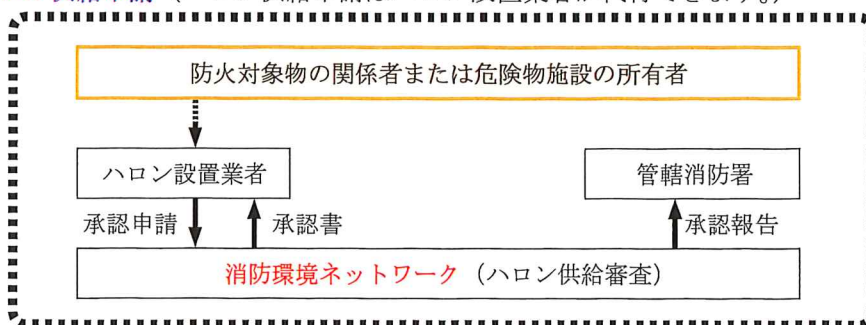 防火対象物の関係者または危険物施設の所有者
ハロン設置業者
管轄消防署
承認申請
承認書
承認報告
消防環境ネットワーク（ハロン供給審査）